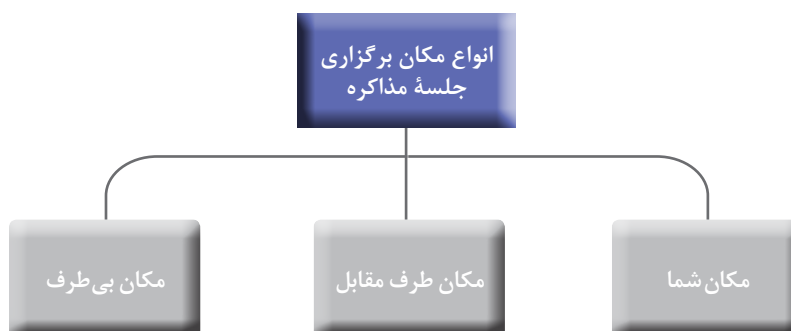 انواع مکان برگزاری
جلسهٔ مذاکره
مکان شما
مکان طرف مقابل
مکان بی‌طرف